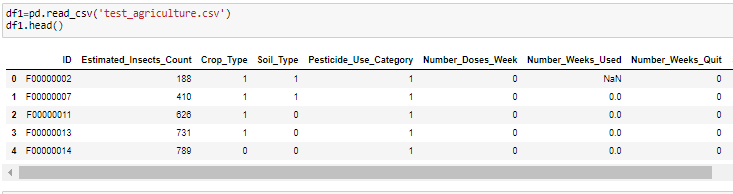 df1=pd.read_csv('test_agriculture.csv')
df1.head()
ID Estimated_Insects_Count Crop_Type Soil_Type Pesticide_Use_Category Number_Doses_Week Number_Weeks_Used Number_Weeks_Quit
0 F00000002 188 1 1 1 0 NaN 0
1 F00000007 410 1 1 1 0 0.0 0
2 F00000011 626 1 0 1 0 0.0 0
3 F00000013 731 1 0 1 0 0.0 0
4 F00000014 789 0 0 1 0 0.0 0